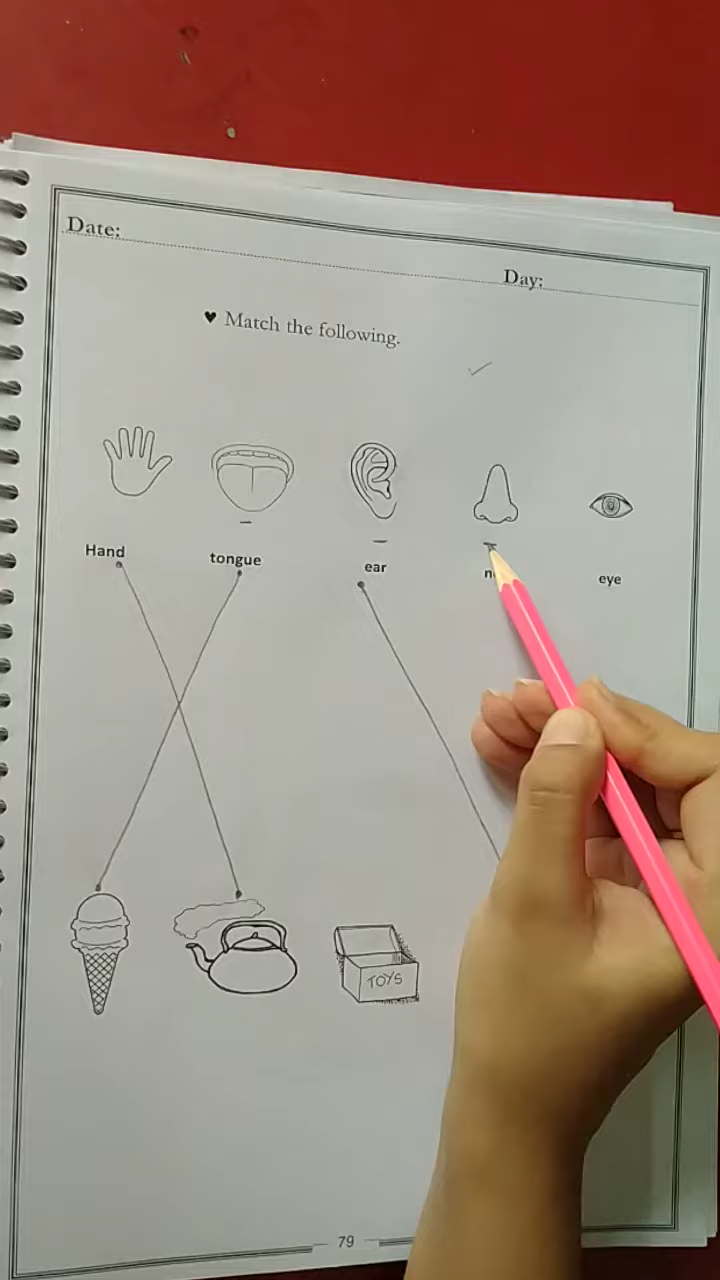 Date:
Day:
♥ Match the following.
Hand tongue ear eye
TOYS
79